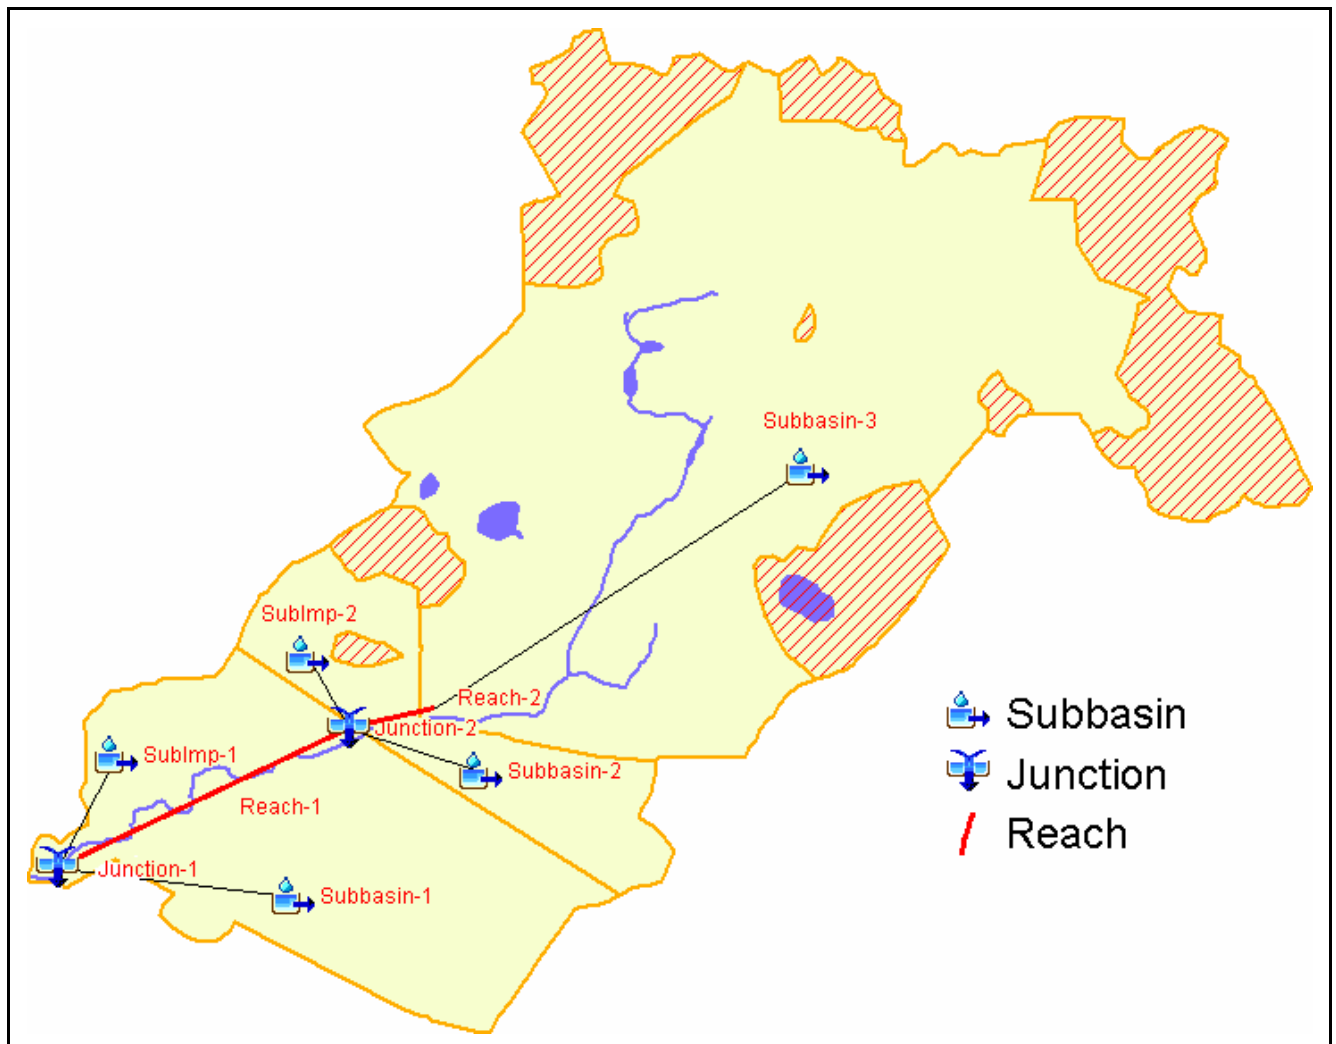 Subbasin-3
SubImp-2
Reach-2
Junction-2
SubImp-1
Subbasin-2
Reach-1
Junction-1
Subbasin-1
Subbasin
Junction
Reach